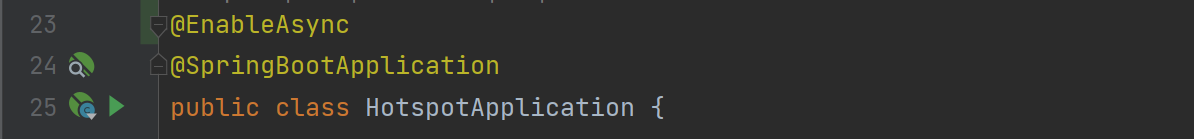 23 @EnableAsync
24 @SpringBootApplication
25 public class HotspotApplication {